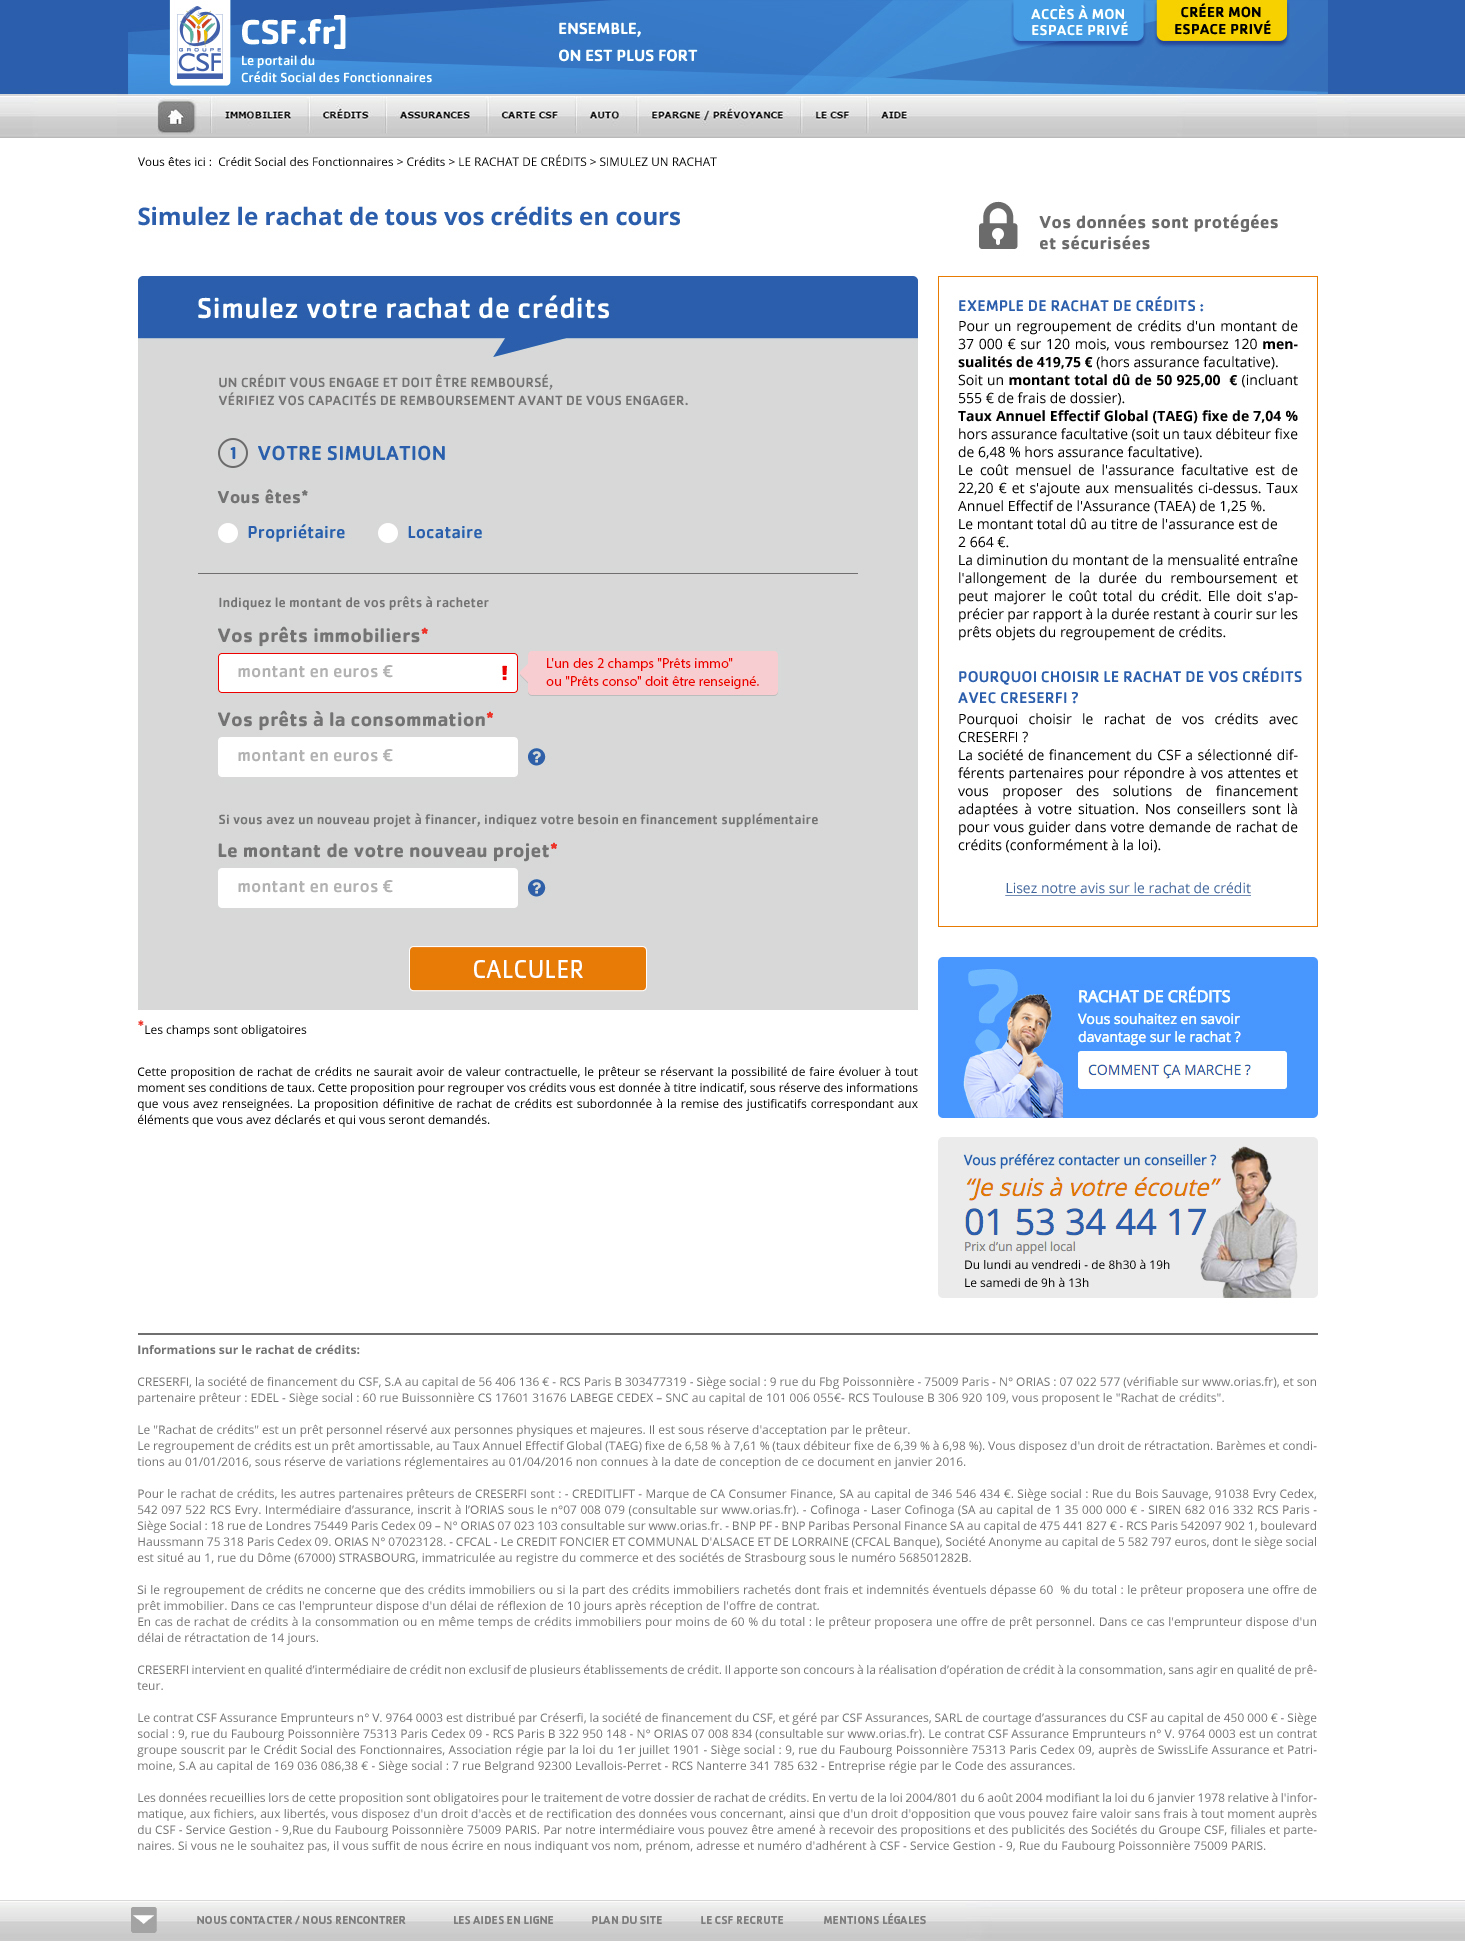 GROUPE
CSF
CSF.fr]
Le portail du
Crédit Social des Fonctionnaires
ENSEMBLE,
ON EST PLUS FORT
ACCÈS À MON
ESPACE PRIVÉ
CRÉER MON
ESPACE PRIVÉ
IMMOBILIER
CRÉDITS
ASSURANCES
CARTE CSF
AUTO
EPARGNE / PRÉVOYANCE
LE CSF
AIDE
Vous êtes ici : Crédit Social des Fonctionnaires > Crédits > LE RACHAT DE CRÉDITS > SIMULEZ UN RACHAT
Simulez le rachat de tous vos crédits en cours
Vos données sont protégées
et sécurisées
Simulez votre rachat de crédits
UN CRÉDIT VOUS ENGAGE ET DOIT ÊTRE REMBOURSÉ,
VÉRIFIEZ VOS CAPACITÉS DE REMBOURSEMENT AVANT DE VOUS ENGAGER.
1 VOTRE SIMULATION
Vous êtes*
Propriétaire
Locataire
Indiquez le montant de vos prêts à racheter
Vos prêts immobiliers*
montant en euros € !
L'un des 2 champs "Prêts immo"
ou "Prêts conso" doit être renseigné.
Vos prêts à la consommation*
montant en euros € ?
Si vous avez un nouveau projet à financer, indiquez votre besoin en financement supplémentaire
Le montant de votre nouveau projet*
montant en euros € ?
CALCULER
*Les champs sont obligatoires
Cette proposition de rachat de crédits ne saurait avoir de valeur contractuelle, le prêteur se réservant la possibilité de faire évoluer à tout
moment ses conditions de taux. Cette proposition pour regrouper vos crédits vous est donnée à titre indicatif, sous réserve des informations
que vous avez renseignées. La proposition définitive de rachat de crédits est subordonnée à la remise des justificatifs correspondant aux
éléments que vous avez déclarés et qui vous seront demandés.
EXEMPLE DE RACHAT DE CRÉDITS :
Pour un regroupement de crédits d'un montant de
37 000 € sur 120 mois, vous remboursez 120 men-
sualités de 419,75 € (hors assurance facultative).
Soit un montant total dû de 50 925,00 € (incluant
555 € de frais de dossier).
Taux Annuel Effectif Global (TAEG) fixe de 7,04 %
hors assurance facultative (soit un taux débiteur fixe
de 6,48 % hors assurance facultative).
Le coût mensuel de l'assurance facultative est de
22,20 € et s'ajoute aux mensualités ci-dessus. Taux
Annuel Effectif de l'Assurance (TAEA) de 1,25 %.
Le montant total dû au titre de l'assurance est de
2 664 €.
La diminution du montant de la mensualité entraîne
l'allongement de la durée du remboursement et
peut majorer le coût total du crédit. Elle doit s'ap-
précier par rapport à la durée restant à courir sur les
prêts objets du regroupement de crédits.
POURQUOI CHOISIR LE RACHAT DE VOS CRÉDITS
AVEC CRESERFI ?
Pourquoi choisir le rachat de vos crédits avec
CRESERFI ?
La société de financement du CSF a sélectionné dif-
férents partenaires pour répondre à vos attentes et
vous proposer des solutions de financement
adaptées à votre situation. Nos conseillers sont là
pour vous guider dans votre demande de rachat de
crédits (conformément à la loi).
Lisez notre avis sur le rachat de crédit
?
RACHAT DE CRÉDITS
Vous souhaitez en savoir
davantage sur le rachat ?
COMMENT ÇA MARCHE ?
Vous préférez contacter un conseiller ?
“Je suis à votre écoute”
01 53 34 44 17
Prix d’un appel local
Du lundi au vendredi - de 8h30 à 19h
Le samedi de 9h à 13h
Informations sur le rachat de crédits:
CRESERFI, la société de financement du CSF, S.A au capital de 56 406 136 € - RCS Paris B 303477319 - Siège social : 9 rue du Fbg Poissonnière - 75009 Paris - N° ORIAS : 07 022 577 (vérifiable sur www.orias.fr), et son
partenaire prêteur : EDEL - Siège social : 60 rue Buissonnière CS 17601 31676 LABEGE CEDEX – SNC au capital de 101 006 055€- RCS Toulouse B 306 920 109, vous proposent le "Rachat de crédits".
Le "Rachat de crédits" est un prêt personnel réservé aux personnes physiques et majeures. Il est sous réserve d'acceptation par le prêteur.
Le regroupement de crédits est un prêt amortissable, au Taux Annuel Effectif Global (TAEG) fixe de 6,58 % à 7,61 % (taux débiteur fixe de 6,39 % à 6,98 %). Vous disposez d'un droit de rétractation. Barèmes et condi-
tions au 01/01/2016, sous réserve de variations réglementaires au 01/04/2016 non connues à la date de conception de ce document en janvier 2016.
Pour le rachat de crédits, les autres partenaires prêteurs de CRESERFI sont : - CREDITLIFT - Marque de CA Consumer Finance, SA au capital de 346 546 434 €. Siège social : Rue du Bois Sauvage, 91038 Evry Cedex,
542 097 522 RCS Evry. Intermédiaire d’assurance, inscrit à l’ORIAS sous le n°07 008 079 (consultable sur www.orias.fr). - Cofinoga - Laser Cofinoga (SA au capital de 1 35 000 000 € - SIREN 682 016 332 RCS Paris -
Siège Social : 18 rue de Londres 75449 Paris Cedex 09 – N° ORIAS 07 023 103 consultable sur www.orias.fr. - BNP PF - BNP Paribas Personal Finance SA au capital de 475 441 827 € - RCS Paris 542097 902 1, boulevard
Haussmann 75 318 Paris Cedex 09. ORIAS N° 07023128. - CFCAL - Le CREDIT FONCIER ET COMMUNAL D'ALSACE ET DE LORRAINE (CFCAL Banque), Société Anonyme au capital de 5 582 797 euros, dont le siège social
est situé au 1, rue du Dôme (67000) STRASBOURG, immatriculée au registre du commerce et des sociétés de Strasbourg sous le numéro 568501282B.
Si le regroupement de crédits ne concerne que des crédits immobiliers ou si la part des crédits immobiliers rachetés dont frais et indemnités éventuels dépasse 60 % du total : le prêteur proposera une offre de
prêt immobilier. Dans ce cas l'emprunteur dispose d'un délai de réflexion de 10 jours après réception de l'offre de contrat.
En cas de rachat de crédits à la consommation ou en même temps de crédits immobiliers pour moins de 60 % du total : le prêteur proposera une offre de prêt personnel. Dans ce cas l'emprunteur dispose d'un
délai de rétractation de 14 jours.
CRESERFI intervient en qualité d’intermédiaire de crédit non exclusif de plusieurs établissements de crédit. Il apporte son concours à la réalisation d’opération de crédit à la consommation, sans agir en qualité de prê-
teur.
Le contrat CSF Assurance Emprunteurs n° V. 9764 0003 est distribué par Créserfi, la société de financement du CSF, et géré par CSF Assurances, SARL de courtage d’assurances du CSF au capital de 450 000 € - Siège
social : 9, rue du Faubourg Poissonnière 75313 Paris Cedex 09 - RCS Paris B 322 950 148 - N° ORIAS 07 008 834 (consultable sur www.orias.fr). Le contrat CSF Assurance Emprunteurs n° V. 9764 0003 est un contrat
groupe souscrit par le Crédit Social des Fonctionnaires, Association régie par la loi du 1er juillet 1901 - Siège social : 9, rue du Faubourg Poissonnière 75313 Paris Cedex 09, auprès de SwissLife Assurance et Patri-
moine, S.A au capital de 169 036 086,38 € - Siège social : 7 rue Belgrand 92300 Levallois-Perret - RCS Nanterre 341 785 632 - Entreprise régie par le Code des assurances.
Les données recueillies lors de cette proposition sont obligatoires pour le traitement de votre dossier de rachat de crédits. En vertu de la loi 2004/801 du 6 août 2004 modifiant la loi du 6 janvier 1978 relative à l'infor-
matique, aux fichiers, aux libertés, vous disposez d'un droit d'accès et de rectification des données vous concernant, ainsi que d'un droit d'opposition que vous pouvez faire valoir sans frais à tout moment auprès
du CSF - Service Gestion - 9,Rue du Faubourg Poissonnière 75009 PARIS. Par notre intermédiaire vous pouvez être amené à recevoir des propositions et des publicités des Sociétés du Groupe CSF, filiales et parte-
naires. Si vous ne le souhaitez pas, il vous suffit de nous écrire en nous indiquant vos nom, prénom, adresse et numéro d'adhérent à CSF - Service Gestion - 9, Rue du Faubourg Poissonnière 75009 PARIS.
NOUS CONTACTER / NOUS RENCONTRER
LES AIDES EN LIGNE
PLAN DU SITE
LE CSF RECRUTE
MENTIONS LÉGALES